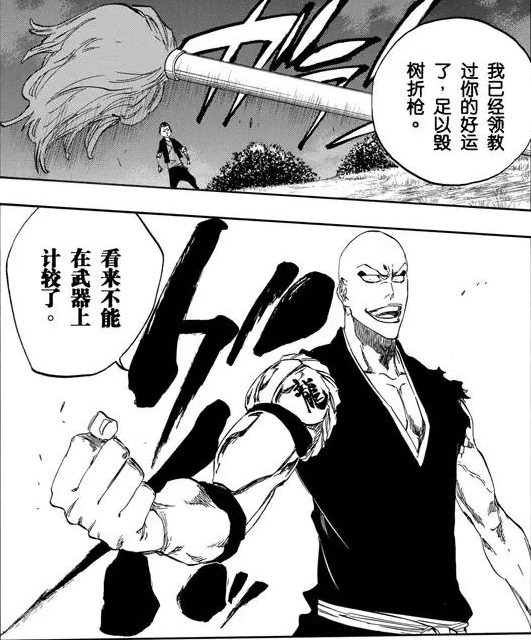 我已经领教
过你的好运
了，足以毁
树折枪。
看来不能
在武器上
计较了。